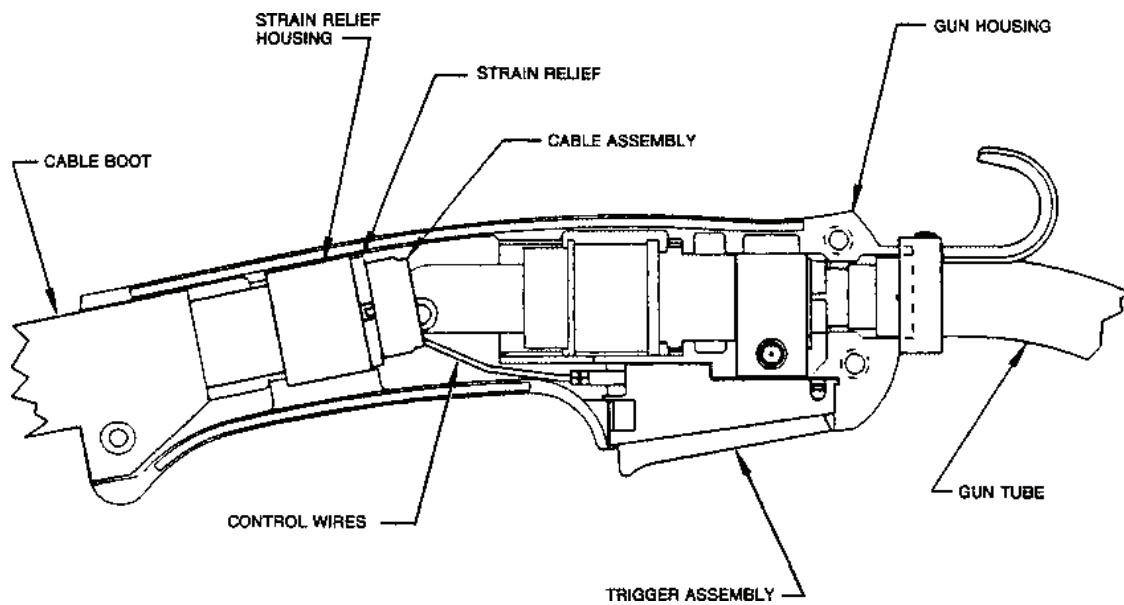 STRAIN RELIEF
HOUSING
GUN HOUSING
STRAIN RELIEF
CABLE ASSEMBLY
CABLE BOOT
GUN TUBE
CONTROL WIRES
TRIGGER ASSEMBLY